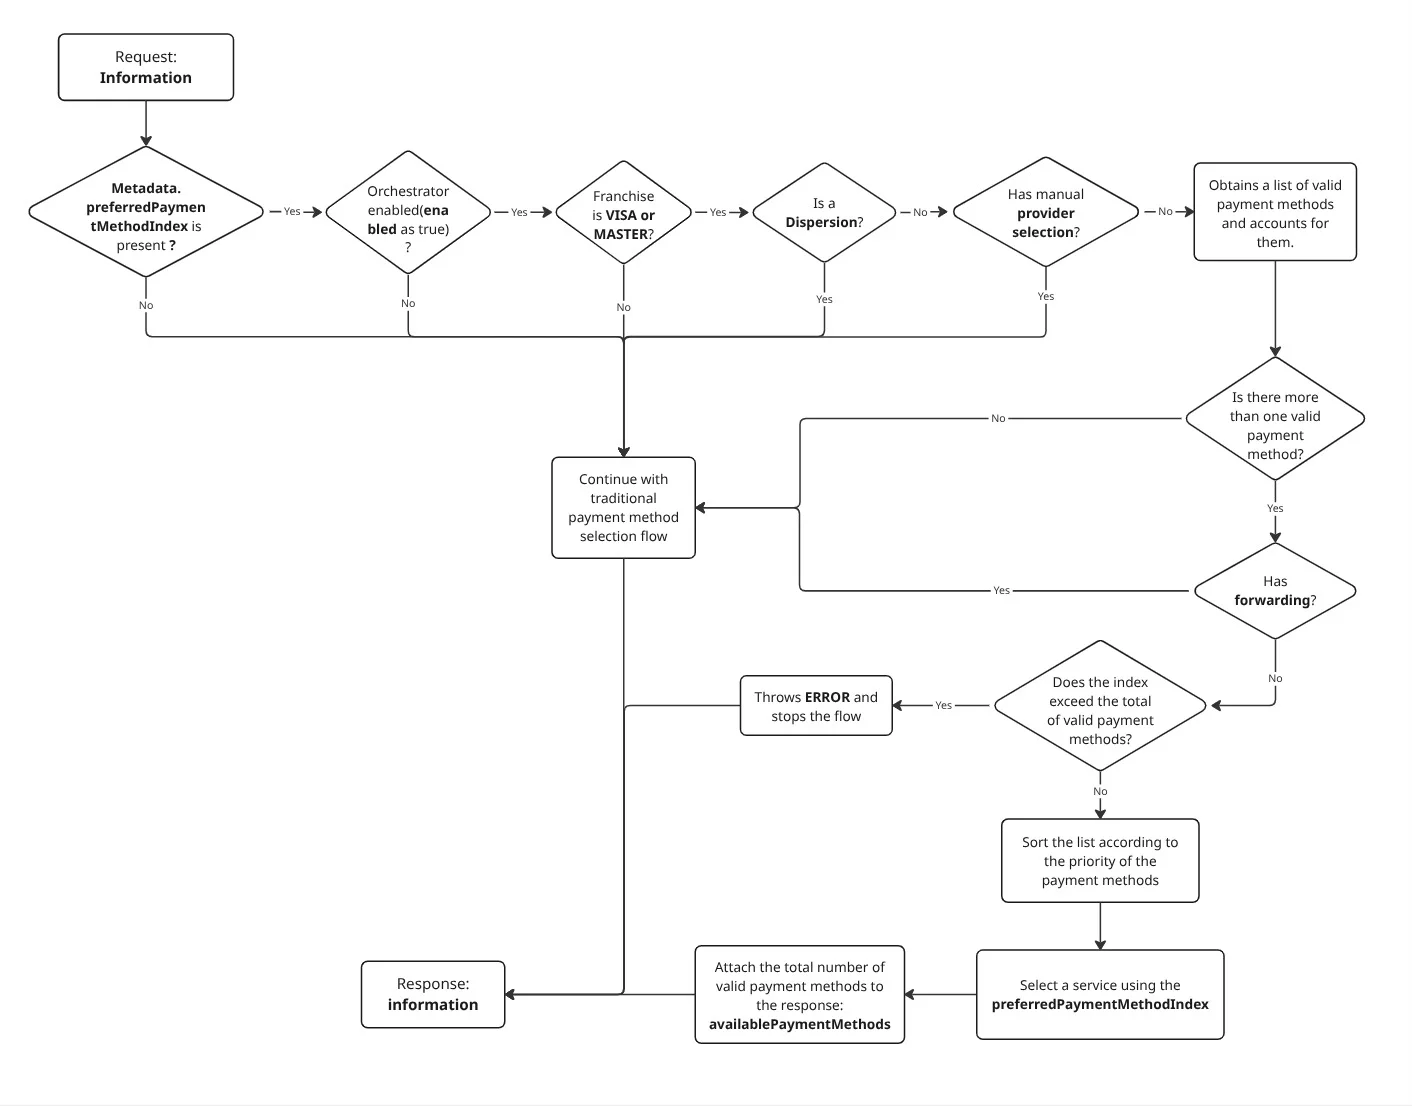 Request:
Information
Metadata.
preferredPaymen
tMethodIndex is
present ?
Yes
Orchestrator
enabled(ena
bled as true)
?
Yes
Franchise
is VISA or
MASTER?
Yes
Is a
Dispersion?
No
Has manual
provider
selection?
No
Obtains a list of valid
payment methods
and accounts for
them.
No
No
No
Yes
Yes
Is there more
than one valid
payment
method?
No
Continue with
traditional
payment method
selection flow
Yes
Has
forwarding?
Yes
No
Does the index
exceed the total
of valid payment
methods?
Yes
Throws ERROR and
stops the flow
No
Sort the list according to
the priority of the
payment methods
Select a service using the
preferredPaymentMethodIndex
Attach the total number of
valid payment methods to
the response:
availablePaymentMethods
Response:
information